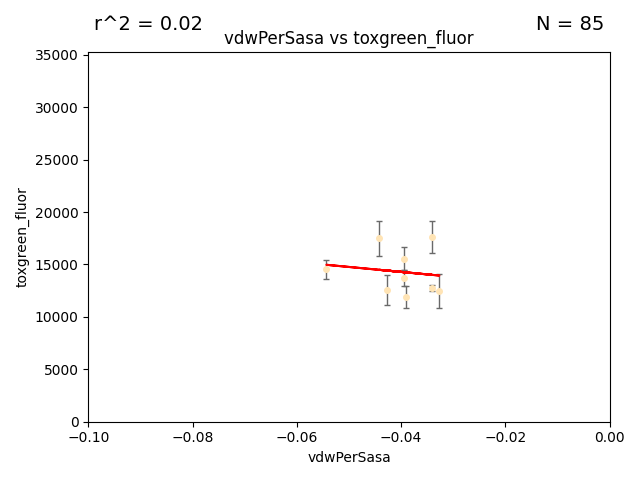 r^2 = 0.02
N = 85
vdwPerSasa vs toxgreen_fluor
35000
30000
25000
20000
15000
10000
5000
0
toxgreen_fluor
−0.10
−0.08
−0.06
−0.04
−0.02
0.00
vdwPerSasa